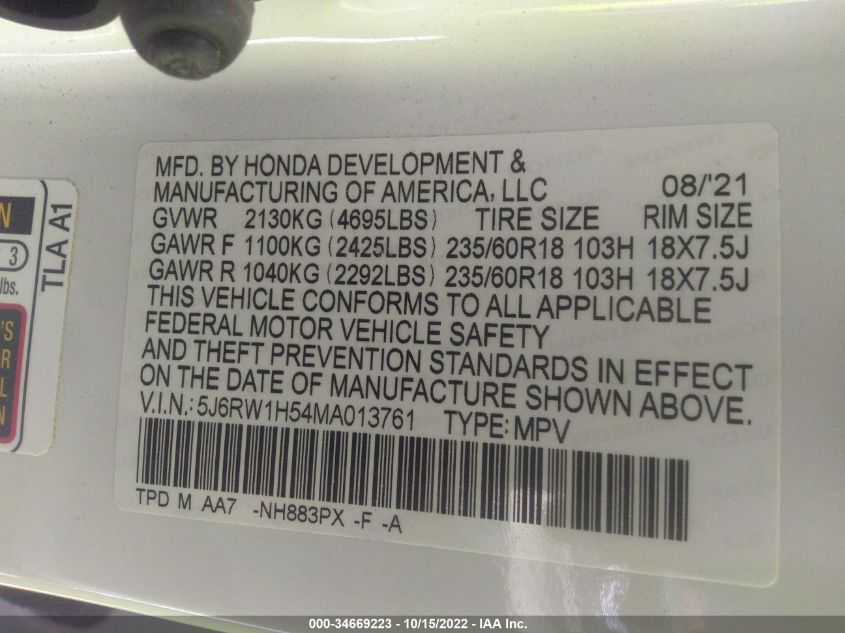 MFD. BY HONDA DEVELOPMENT &
MANUFACTURING OF AMERICA, LLC 08/'21
GVWR 2130KG (4695LBS) TIRE SIZE RIM SIZE
GAWR F 1100KG (2425LBS) 235/60R18 103H 18X7.5J
GAWR R 1040KG (2292LBS) 235/60R18 103H 18X7.5J
THIS VEHICLE CONFORMS TO ALL APPLICABLE
FEDERAL MOTOR VEHICLE SAFETY
AND THEFT PREVENTION STANDARDS IN EFFECT
ON THE DATE OF MANUFACTURE SHOWN ABOVE.
V.I.N.: 5J6RW1H54MA013761 TYPE: MPV
TPD M AA7 -NH883PX -F -A
TLA A1
N
3
lbs.
'S
R
L
N
000-34669223 - 10/15/2022 - IAA Inc.